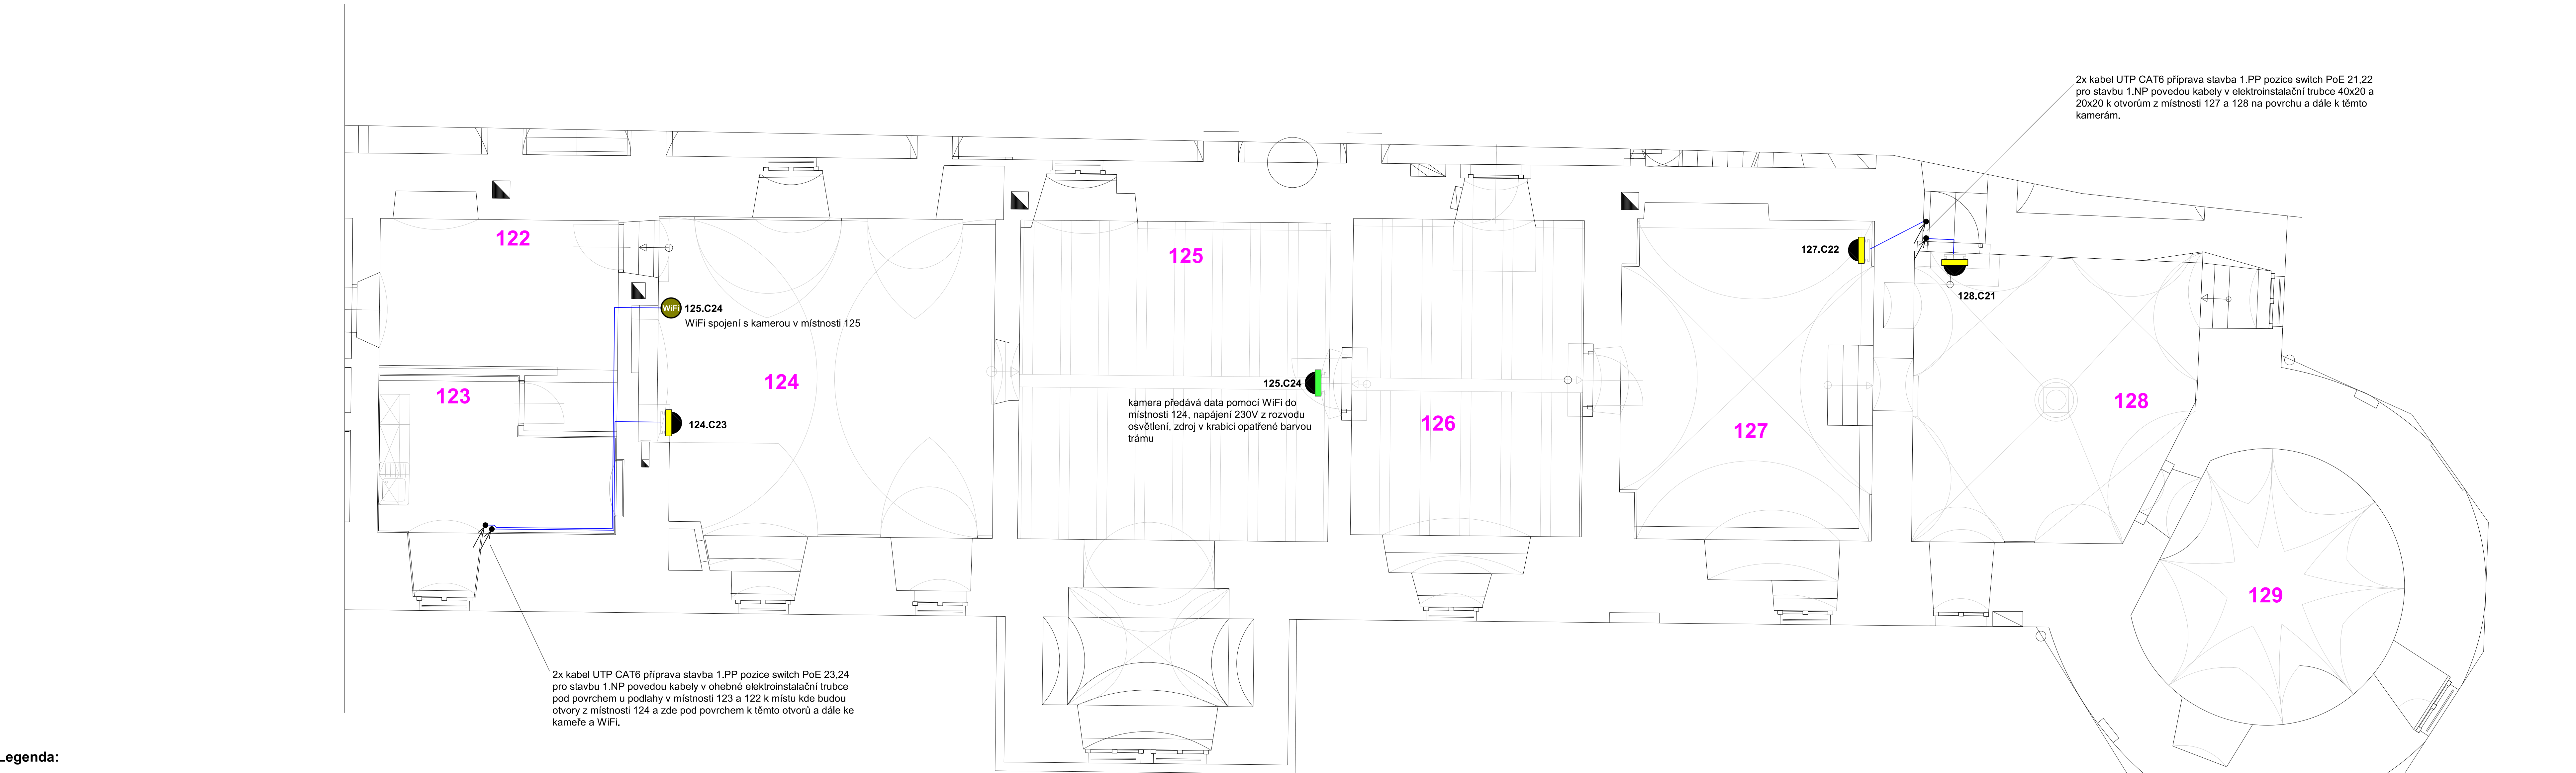 2x kabel UTP CAT6 příprava stavba 1.PP pozice switch PoE 21,22
pro stavbu 1.NP povedou kabely v elektroinstalační trubce 40x20 a
20x20 k otvorům z místnosti 127 a 128 na povrchu a dále k těmto
kamerám.
122
125
127.C22
128.C21
WiFi
125.C24
WiFi spojení s kamerou v místnosti 125
124
125.C24
123
128
kamera předává data pomocí WiFi do
místnosti 124, napájení 230V z rozvodu
osvětlení, zdroj v krabici opatřené barvou
trámu
124.C23
126
127
129
2x kabel UTP CAT6 příprava stavba 1.PP pozice switch PoE 23,24
pro stavbu 1.NP povedou kabely v ohebné elektroinstalační trubce
pod povrchem u podlahy v místnosti 123 a 122 k místu kde budou
otvory z místnosti 124 a zde pod povrchem k těmto otvorů a dále ke
kameře a WiFi.
Legenda: